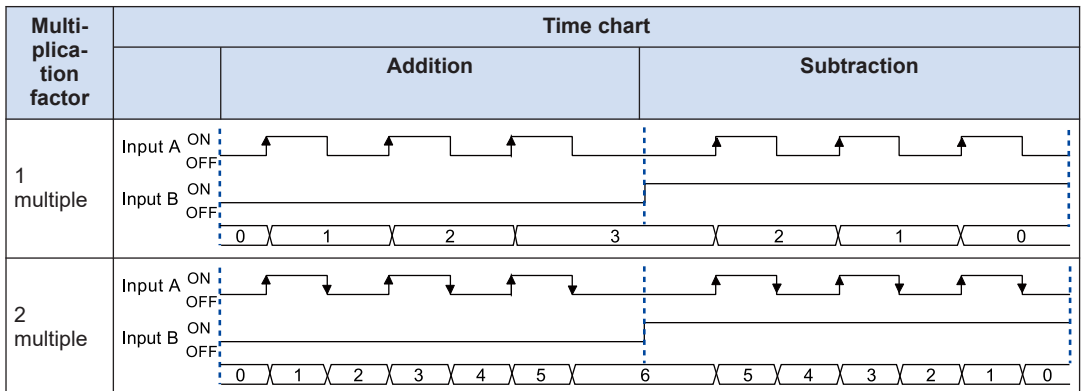 Multi-
plica-
tion
factor
Time chart
Addition
Subtraction
1
multiple
Input A ON
OFF
Input B ON
OFF
0 1 2 3 2 1 0
2
multiple
Input A ON
OFF
Input B ON
OFF
0 1 2 3 4 5 6 5 4 3 2 1 0